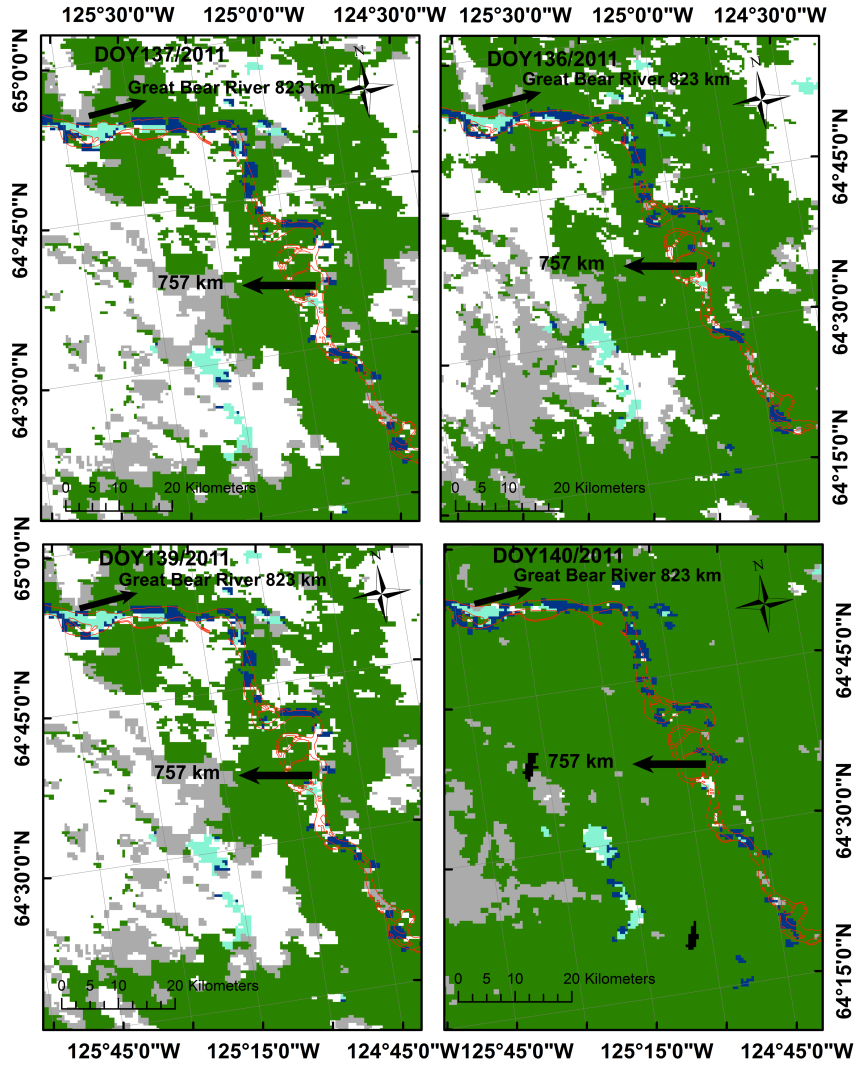 125°30'0"W 125°0'0"W 124°30'0"W 125°30'0"W 125°0'0"W 124°30'0"W
65°0'0"N
64°45'0"N
64°30'0"N
DOY137/2011
Great Bear River 823 km
N
757 km
0 5 10 20 Kilometers
DOY136/2011
Great Bear River 823 km
N
757 km
0 5 10 20 Kilometers
64°45'0"N
64°30'0"N
64°15'0"N
65°0'0"N
64°45'0"N
64°30'0"N
DOY139/2011
Great Bear River 823 km
N
757 km
0 5 10 20 Kilometers
DOY140/2011
Great Bear River 823 km
N
757 km
0 5 10 20 Kilometers
64°45'0"N
64°30'0"N
64°15'0"N
125°45'0"W 125°15'0"W 124°45'0"W 125°45'0"W 125°15'0"W 124°45'0"W